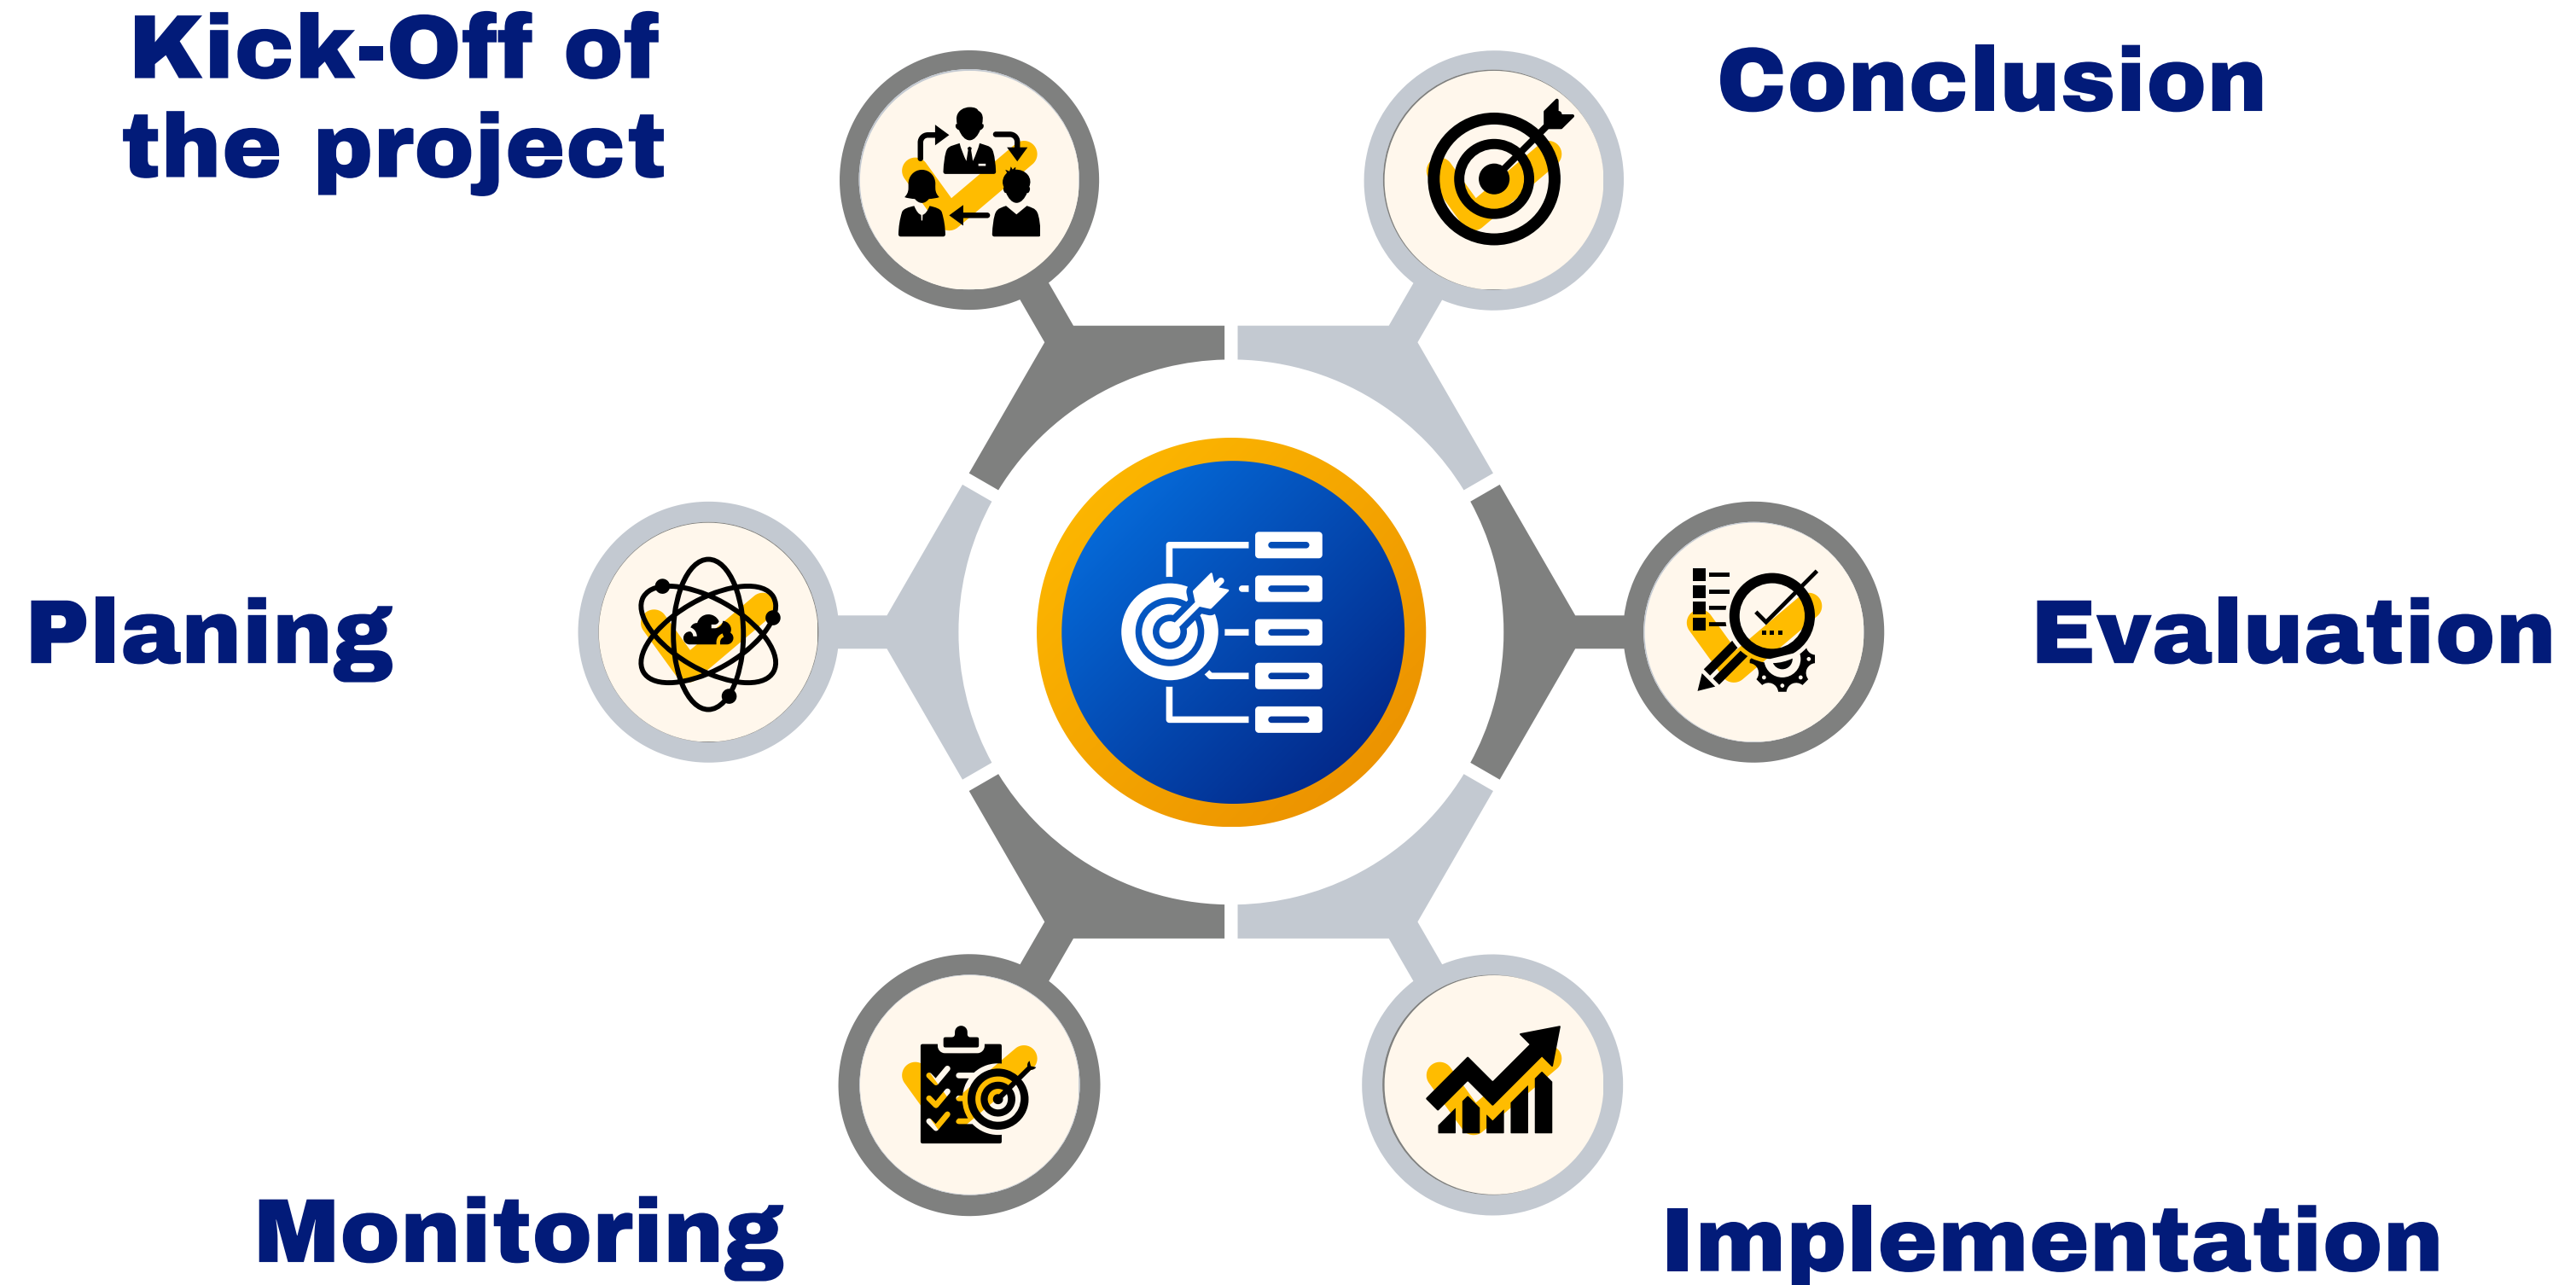 Kick-Off of
the project
Conclusion
Planing
Evaluation
Monitoring
Implementation